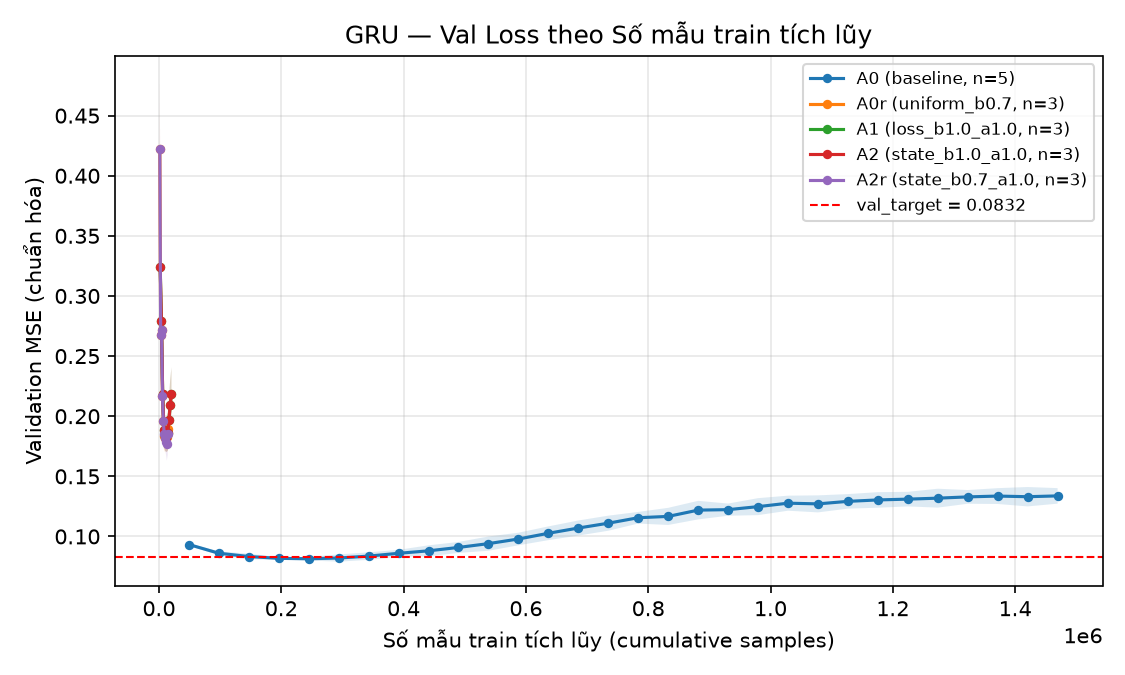 GRU — Val Loss theo Số mẫu train tích lũy
A0 (baseline, n=5)
A0r (uniform_b0.7, n=3)
A1 (loss_b1.0_a1.0, n=3)
A2 (state_b1.0_a1.0, n=3)
A2r (state_b0.7_a1.0, n=3)
val_target = 0.0832
Validation MSE (chuẩn hóa)
0.45
0.40
0.35
0.30
0.25
0.20
0.15
0.10
0.0 0.2 0.4 0.6 0.8 1.0 1.2 1.4
1e6
Số mẫu train tích lũy (cumulative samples)